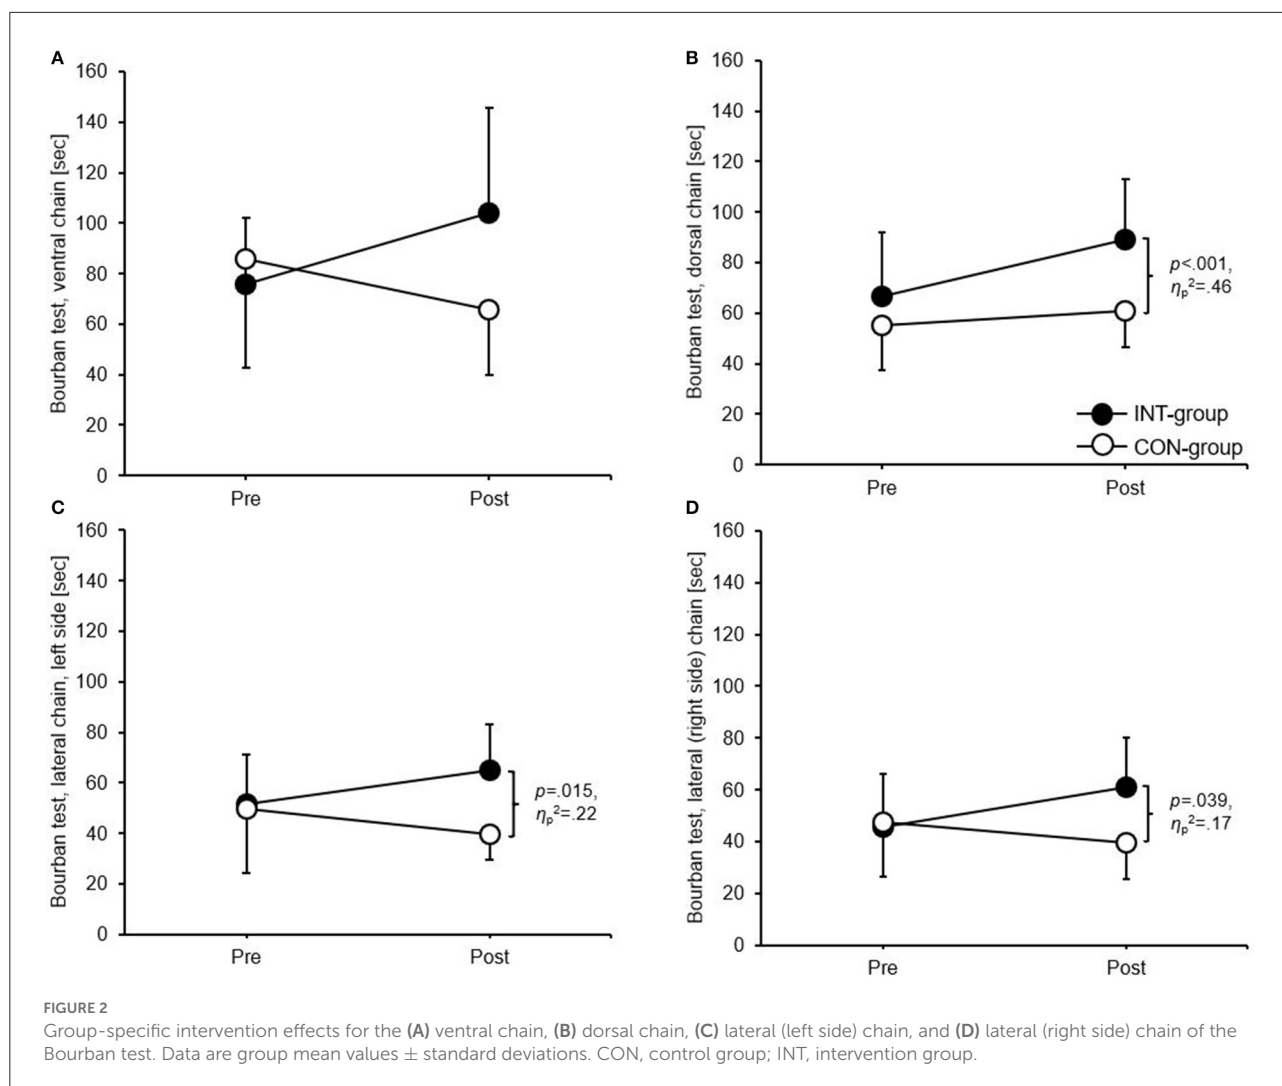 A
Bourban test, ventral chain [sec]
160
140
120
100
80
60
40
20
0
Pre
Post
B
Bourban test, dorsal chain [sec]
160
140
120
100
80
60
40
20
0
p<.001,
ηp²=.46
INT-group
CON-group
Pre
Post
C
Bourban test, lateral chain, left side [sec]
160
140
120
100
80
60
40
20
0
p=.015,
ηp²=.22
Pre
Post
D
Bourban test, lateral (right side) chain [sec]
160
140
120
100
80
60
40
20
0
p=.039,
ηp²=.17
Pre
Post
FIGURE 2
Group-specific intervention effects for the (A) ventral chain, (B) dorsal chain, (C) lateral (left side) chain, and (D) lateral (right side) chain of the
Bourban test. Data are group mean values ± standard deviations. CON, control group; INT, intervention group.